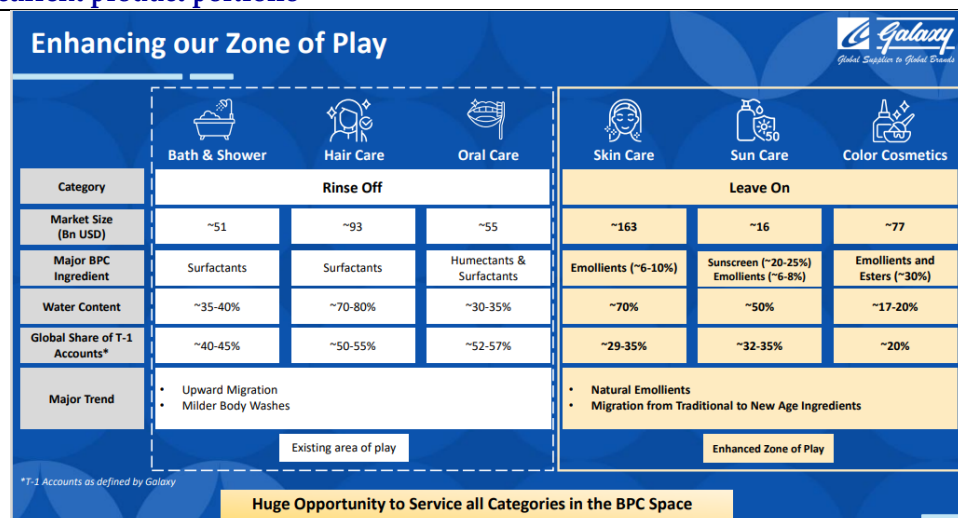 current product portfolio
Enhancing our Zone of Play
Galaxy
Global Supplier to Global Brands
50
Bath & Shower Hair Care Oral Care Skin Care Sun Care Color Cosmetics
Category Rinse Off Leave On
Market Size
(Bn USD) ~51 ~93 ~55 ~163 ~16 ~77
Major BPC
Ingredient Surfactants Surfactants Humectants &
Surfactants Emollients (~6-10%) Sunscreen (~20-25%)
Emollients (~6-8%) Emollients and
Esters (~30%)
Water Content ~35-40% ~70-80% ~30-35% ~70% ~50% ~17-20%
Global Share of T-1
Accounts* ~40-45% ~50-55% ~52-57% ~29-35% ~32-35% ~20%
Major Trend
• Upward Migration
• Milder Body Washes
• Natural Emollients
• Migration from Traditional to New Age Ingredients
Existing area of play Enhanced Zone of Play
*T-1 Accounts as defined by Galaxy
Huge Opportunity to Service all Categories in the BPC Space